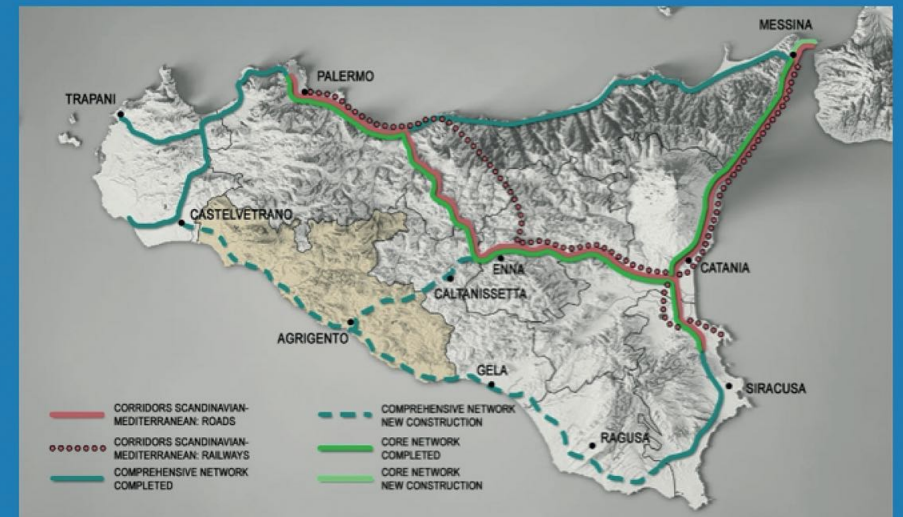 MESSINA
PALERMO
TRAPANI
CASTELVETRANO
ENNA
CATANIA
CALTANISSETTA
AGRIGENTO
GELA
SIRACUSA
RAGUSA
CORRIDORS SCANDINAVIAN-
MEDITERRANEAN: ROADS
CORRIDORS SCANDINAVIAN-
MEDITERRANEAN: RAILWAYS
COMPREHENSIVE NETWORK
COMPLETED
COMPREHENSIVE NETWORK
NEW CONSTRUCTION
CORE NETWORK
COMPLETED
CORE NETWORK
NEW CONSTRUCTION